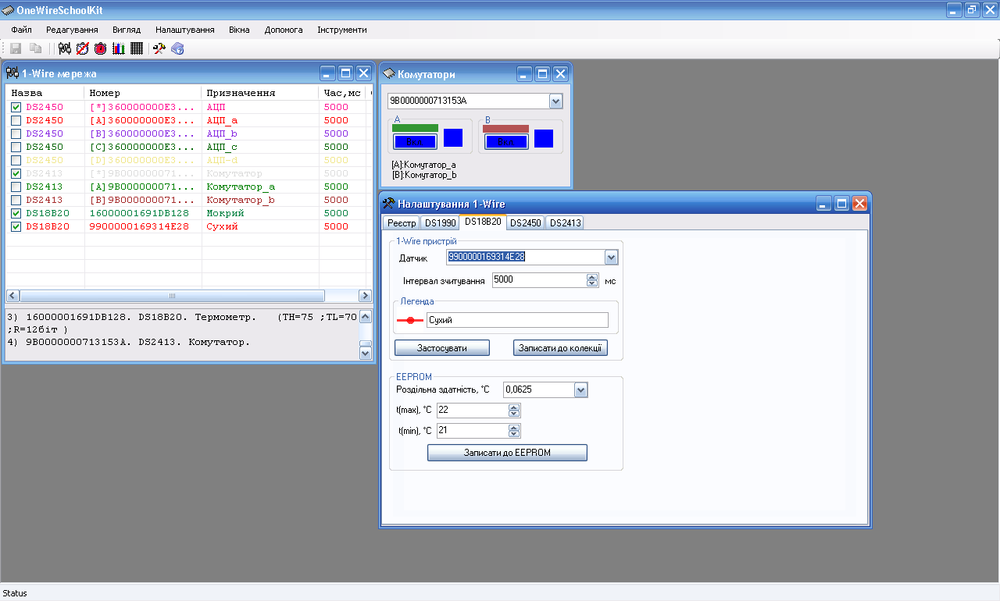 OneWireSchoolKit
Файл Редагування Вигляд Налаштування Вікна Допомога Інструменти
1-Wire мережа
Назва Номер Призначення Час,мс
DS2450 [*]360000000E3... АЦП 5000
DS2450 [A]360000000E3... АЦП_a 5000
DS2450 [B]360000000E3... АЦП_b 5000
DS2450 [C]360000000E3... АЦП_c 5000
DS2450 [D]360000000E3... АЦП-d 5000
DS2413 [*]9B000000071... Комутатор 5000
DS2413 [A]9B000000071... Комутатор_a 5000
DS2413 [B]9B000000071... Комутатор_b 5000
DS18B20 16000001691DB128 Мокрий 5000
DS18B20 9900000169314E28 Сухий 5000
3) 16000001691DB128. DS18B20. Термометр. (TH=75 ;TL=70
;R=12біт )
4) 9B0000000713153A. DS2413. Комутатор.
Комутатори
9B0000000713153A
A B
[A]:Комутатор_a
[B]:Комутатор_b
Налаштування 1-Wire
Реєстр DS1990 DS18B20 DS2450 DS2413
1-Wire пристрій
Датчик 9900000169314E28
Інтервал зчитування 5000 мс
Легенда
Сухий
Застосувати Записати до колекції
EEPROM
Роздільна здатність, °C 0,0625
t(max), °C 22
t(min), °C 21
Записати до EEPROM
Status